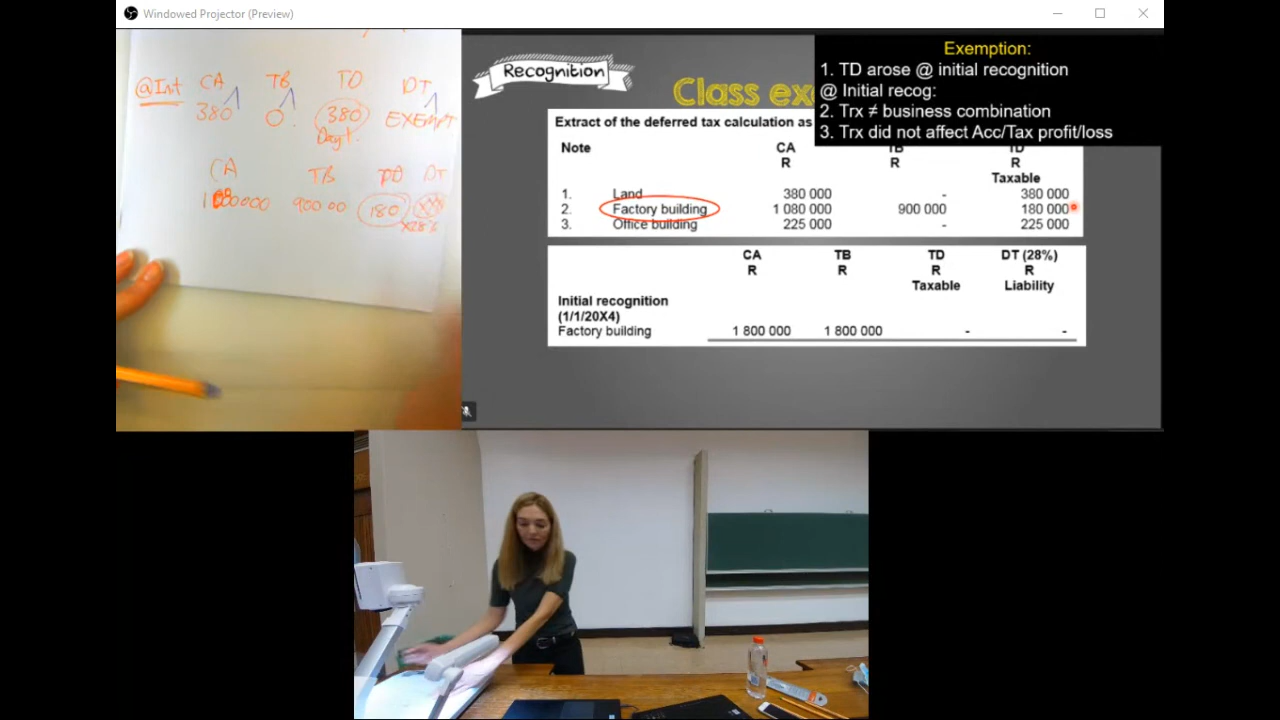 Windowed Projector (Preview)
@Int CA TB TD DT
380 0 380 EXEMPT
Day 1.
CA TB TD DT
900 00 180
X28%
Recognition
Class ex
Exemption:
1. TD arose @ initial recognition
@ Initial recog:
2. Trx ≠ business combination
3. Trx did not affect Acc/Tax profit/loss
Extract of the deferred tax calculation as
Note CA TB TD
R R R
Taxable
1. Land 380 000 - 380 000
2. Factory building 1 080 000 900 000 180 000
3. Office building 225 000 - 225 000
CA TB TD DT (28%)
R R R R
Taxable Liability
Initial recognition
(1/1/20X4)
Factory building 1 800 000 1 800 000 - -